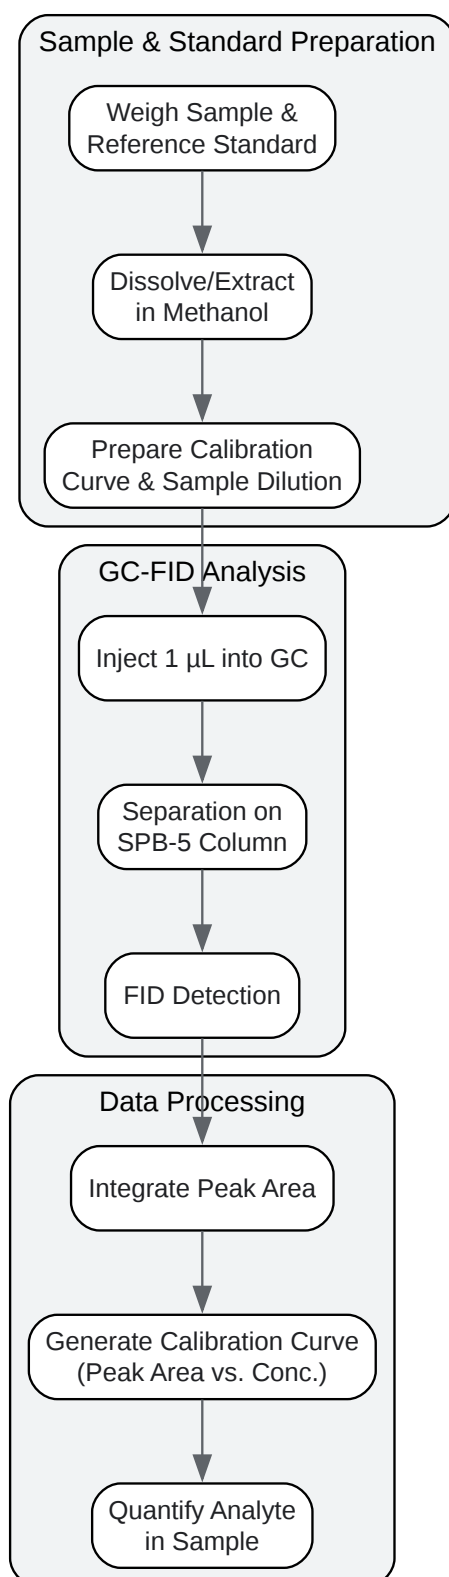 Sample & Standard Preparation
Weigh Sample &
Reference Standard
Dissolve/Extract
in Methanol
Prepare Calibration
Curve & Sample Dilution
GC-FID Analysis
Inject 1 µL into GC
Separation on
SPB-5 Column
FID Detection
Data Processing
Integrate Peak Area
Generate Calibration Curve
(Peak Area vs. Conc.)
Quantify Analyte
in Sample